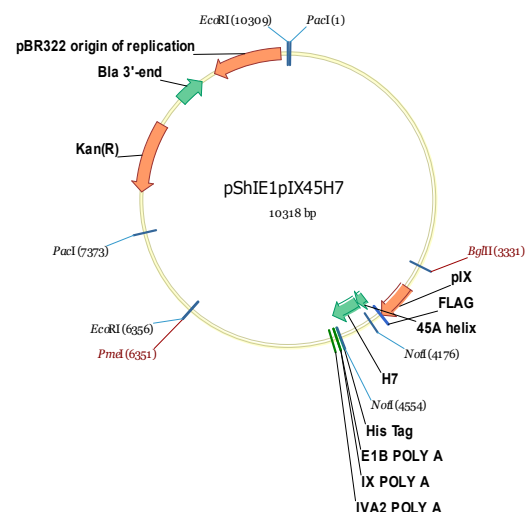 EcoRI (10309)
PacI (1)
pBR322 origin of replication
Bla 3'-end
Kan(R)
pShIE1pIX45H7
10318 bp
PacI (7373)
BglII (3331)
pIX
FLAG
45A helix
EcoRI (6356)
PmeI (6351)
NotI (4176)
H7
NotI (4554)
His Tag
E1B POLY A
IX POLY A
IVA2 POLY A